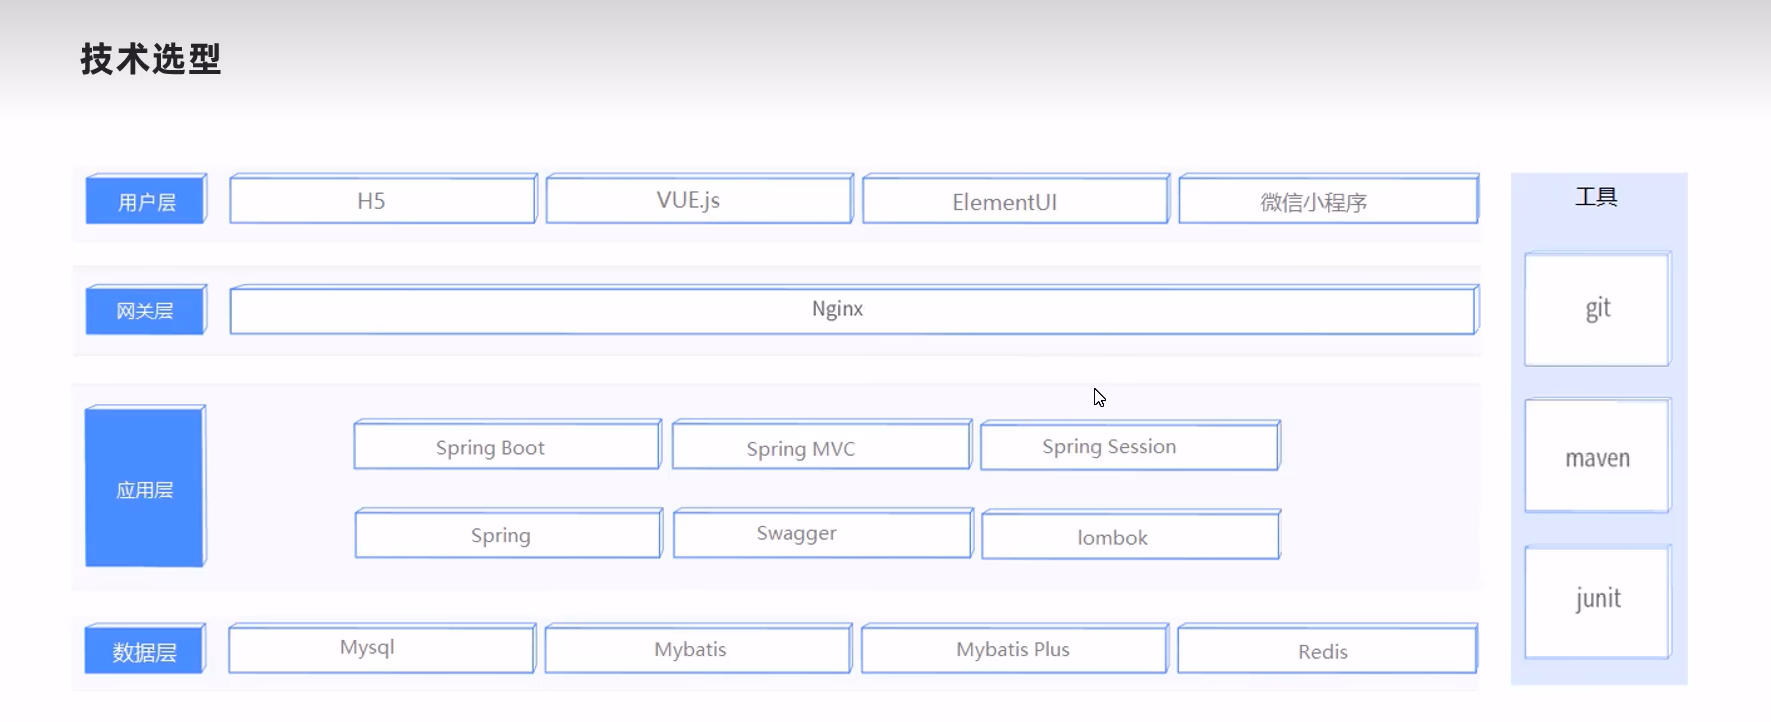 技术选型
用户层
H5
VUE.js
ElementUI
微信小程序
网关层
Nginx
应用层
Spring Boot
Spring MVC
Spring Session
Spring
Swagger
lombok
数据层
Mysql
Mybatis
Mybatis Plus
Redis
工具
git
maven
junit